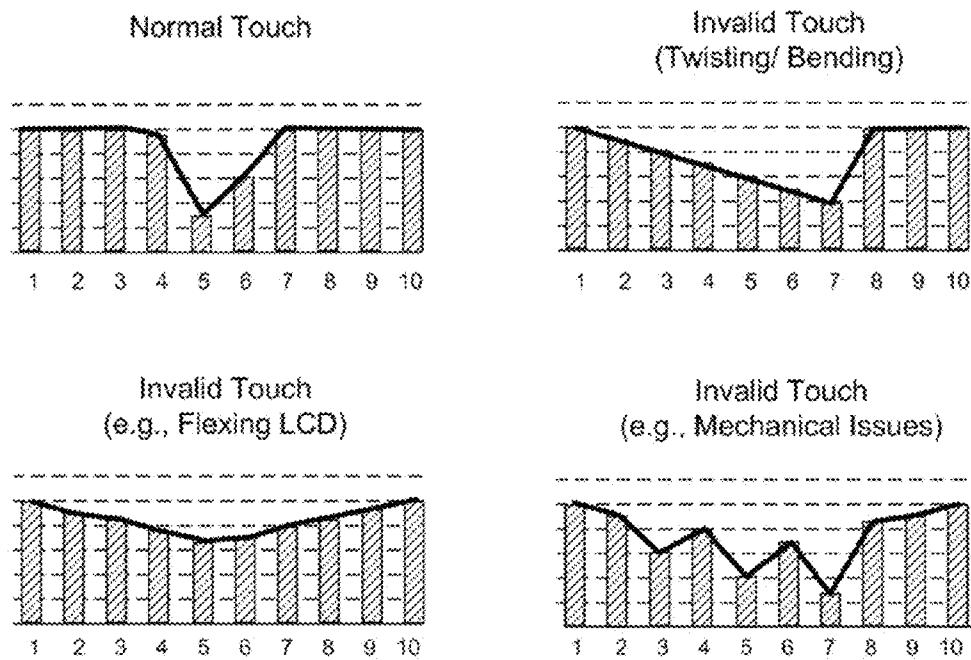 Normal Touch
Invalid Touch
(Twisting/ Bending)
1 2 3 4 5 6 7 8 9 10
1 2 3 4 5 6 7 8 9 10
Invalid Touch
(e.g., Flexing LCD)
Invalid Touch
(e.g., Mechanical Issues)
1 2 3 4 5 6 7 8 9 10
1 2 3 4 5 6 7 8 9 10